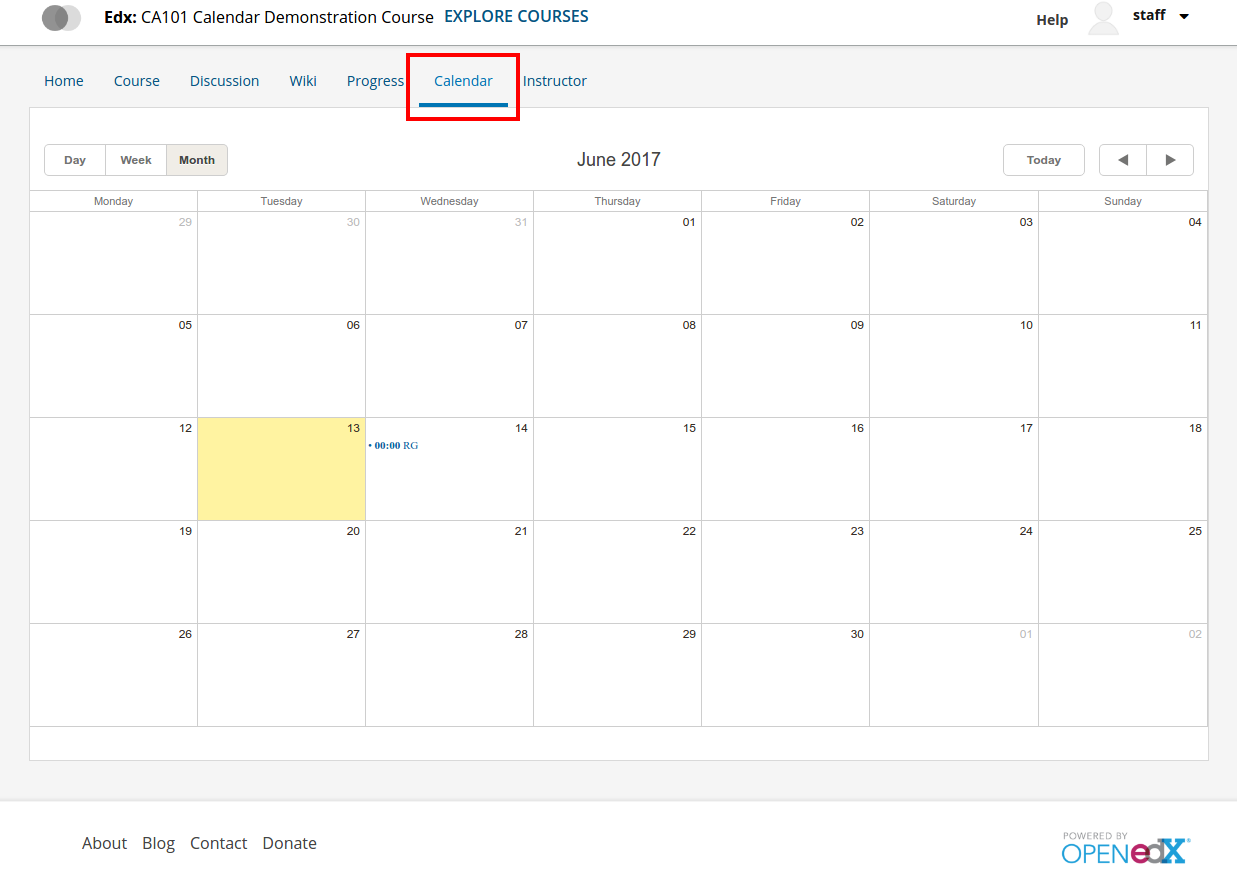 Edx: CA101 Calendar Demonstration Course EXPLORE COURSES Help staff
Home Course Discussion Wiki Progress Calendar Instructor
Day Week Month June 2017 Today
Monday Tuesday Wednesday Thursday Friday Saturday Sunday
29 30 31 01 02 03 04
05 06 07 08 09 10 11
12 13 14 15 16 17 18
• 00:00 RG
19 20 21 22 23 24 25
26 27 28 29 30 01 02
About Blog Contact Donate
POWERED BY
OPEN edX